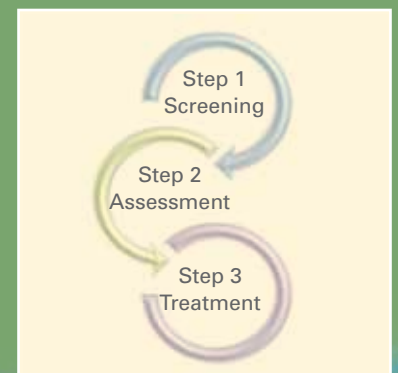 Step 1
Screening
Step 2
Assessment
Step 3
Treatment